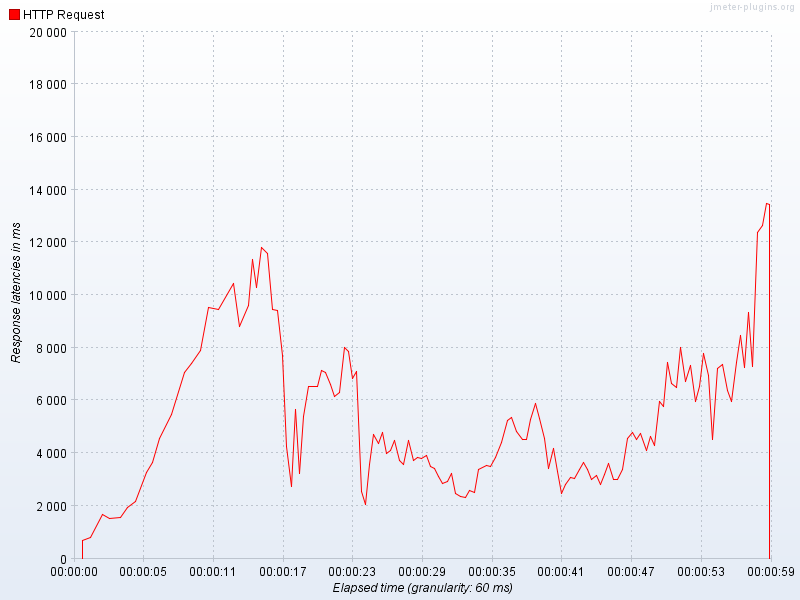 jmeter-plugins.org
HTTP Request
20 000
18 000
16 000
14 000
12 000
10 000
8 000
6 000
4 000
2 000
0
Response latencies in ms
00:00:00 00:00:05 00:00:11 00:00:17 00:00:23 00:00:29 00:00:35 00:00:41 00:00:47 00:00:53 00:00:59
Elapsed time (granularity: 60 ms)